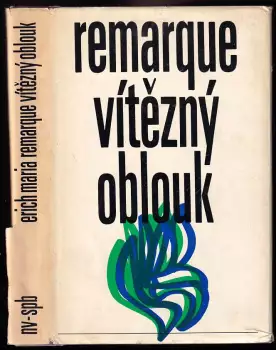 remarque
vítězný
oblouk
erich maria remarque vítězný oblouk
nv-spb